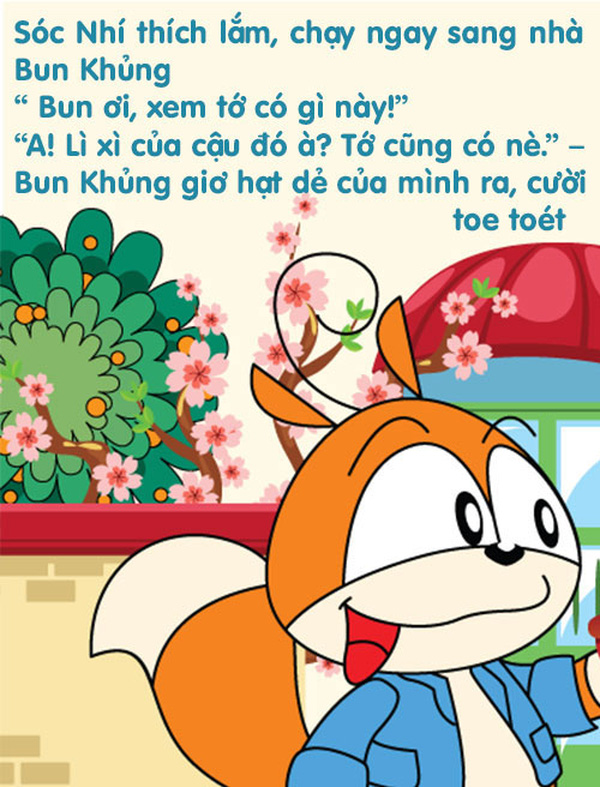 Sóc Nhí thích lắm, chạy ngay sang nhà
Bun Khủng
“ Bun ơi, xem tớ có gì này!”
“A! Lì xì của cậu đó à? Tớ cũng có nè.” –
Bun Khủng giơ hạt dẻ của mình ra, cười
toe toét